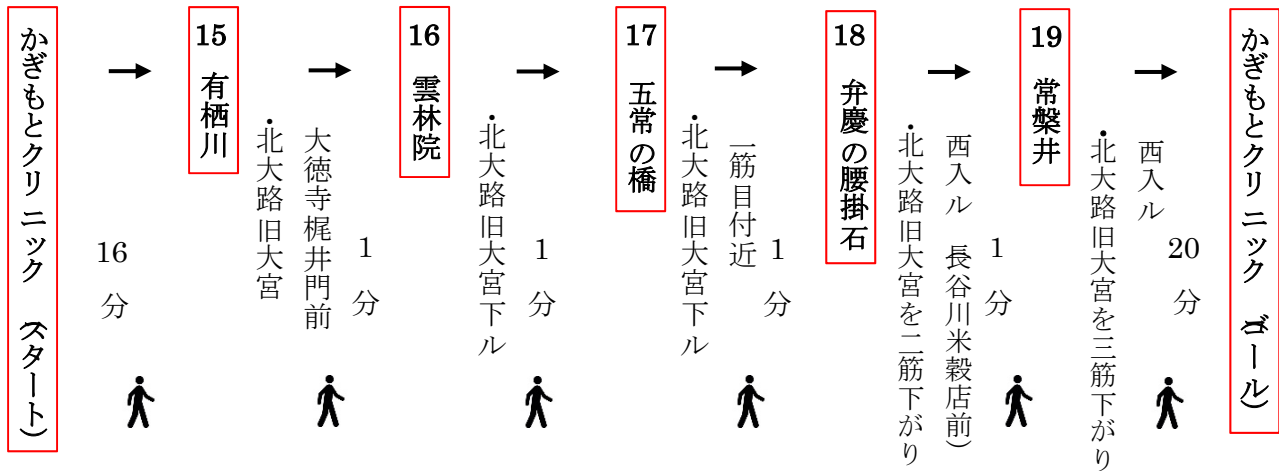 かぎもとクリニック （スタート）
→
16分
15 有栖川
・北大路旧大宮
大徳寺梶井門前
→
1分
16 雲林院
・北大路旧大宮下ル
→
1分
17 五常の橋
・北大路旧大宮下ル
一筋目付近
→
1分
18 弁慶の腰掛石
・北大路旧大宮を二筋下がり
西入ル （長谷川米穀店前）
→
1分
19 常盤井
・北大路旧大宮を三筋下がり
西入ル
→
20分
かぎもとクリニック （ゴール）